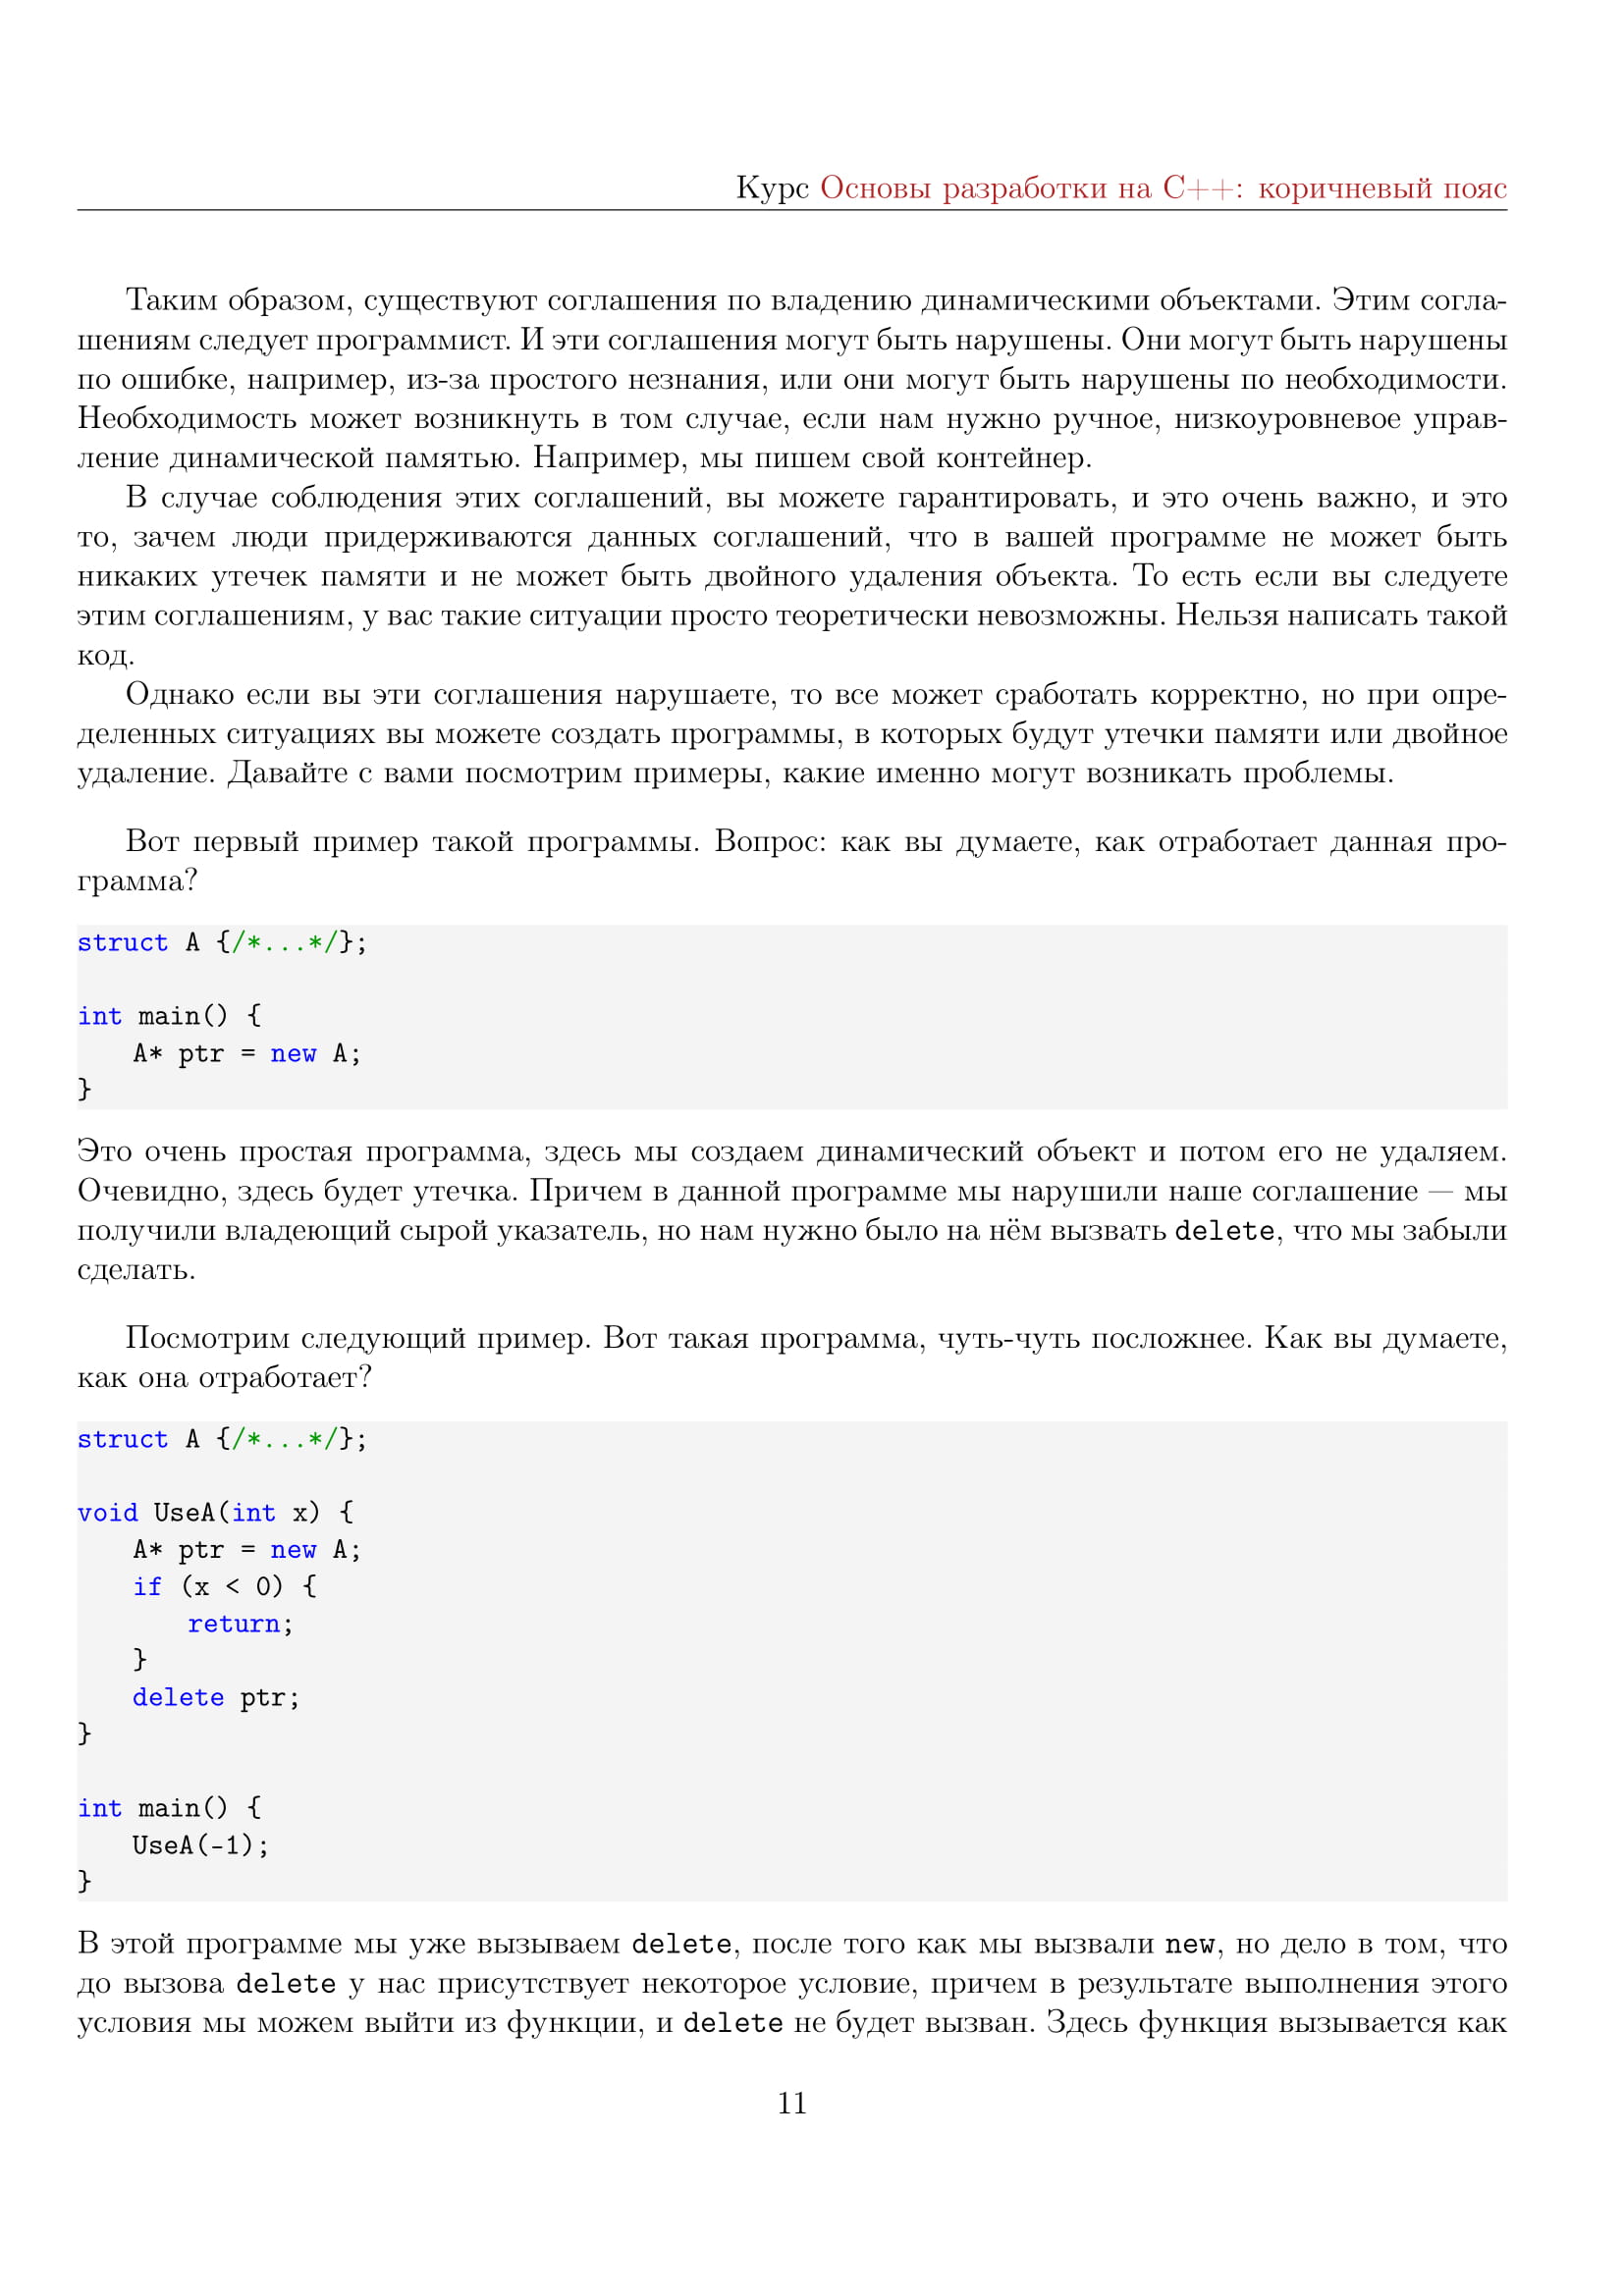 Курс Основы разработки на C++: коричневый пояс
Таким образом, существуют соглашения по владению динамическими объектами. Этим согла-
шениям следует программист. И эти соглашения могут быть нарушены. Они могут быть нарушены
по ошибке, например, из-за простого незнания, или они могут быть нарушены по необходимости.
Необходимость может возникнуть в том случае, если нам нужно ручное, низкоуровневое управ-
ление динамической памятью. Например, мы пишем свой контейнер.
В случае соблюдения этих соглашений, вы можете гарантировать, и это очень важно, и это
то, зачем люди придерживаются данных соглашений, что в вашей программе не может быть
никаких утечек памяти и не может быть двойного удаления объекта. То есть если вы следуете
этим соглашениям, у вас такие ситуации просто теоретически невозможны. Нельзя написать такой
код.
Однако если вы эти соглашения нарушаете, то все может сработать корректно, но при опре-
деленных ситуациях вы можете создать программы, в которых будут утечки памяти или двойное
удаление. Давайте с вами посмотрим примеры, какие именно могут возникать проблемы.
Вот первый пример такой программы. Вопрос: как вы думаете, как отработает данная про-
грамма?
struct A {/*...*/};
int main() {
A* ptr = new A;
}
Это очень простая программа, здесь мы создаем динамический объект и потом его не удаляем.
Очевидно, здесь будет утечка. Причем в данной программе мы нарушили наше соглашение — мы
получили владеющий сырой указатель, но нам нужно было на нём вызвать delete, что мы забыли
сделать.
Посмотрим следующий пример. Вот такая программа, чуть-чуть посложнее. Как вы думаете,
как она отработает?
struct A {/*...*/};
void UseA(int x) {
A* ptr = new A;
if (x < 0) {
return;
}
delete ptr;
}
int main() {
UseA(-1);
}
В этой программе мы уже вызываем delete, после того как мы вызвали new, но дело в том, что
до вызова delete у нас присутствует некоторое условие, причем в результате выполнения этого
условия мы можем выйти из функции, и delete не будет вызван. Здесь функция вызывается как
11